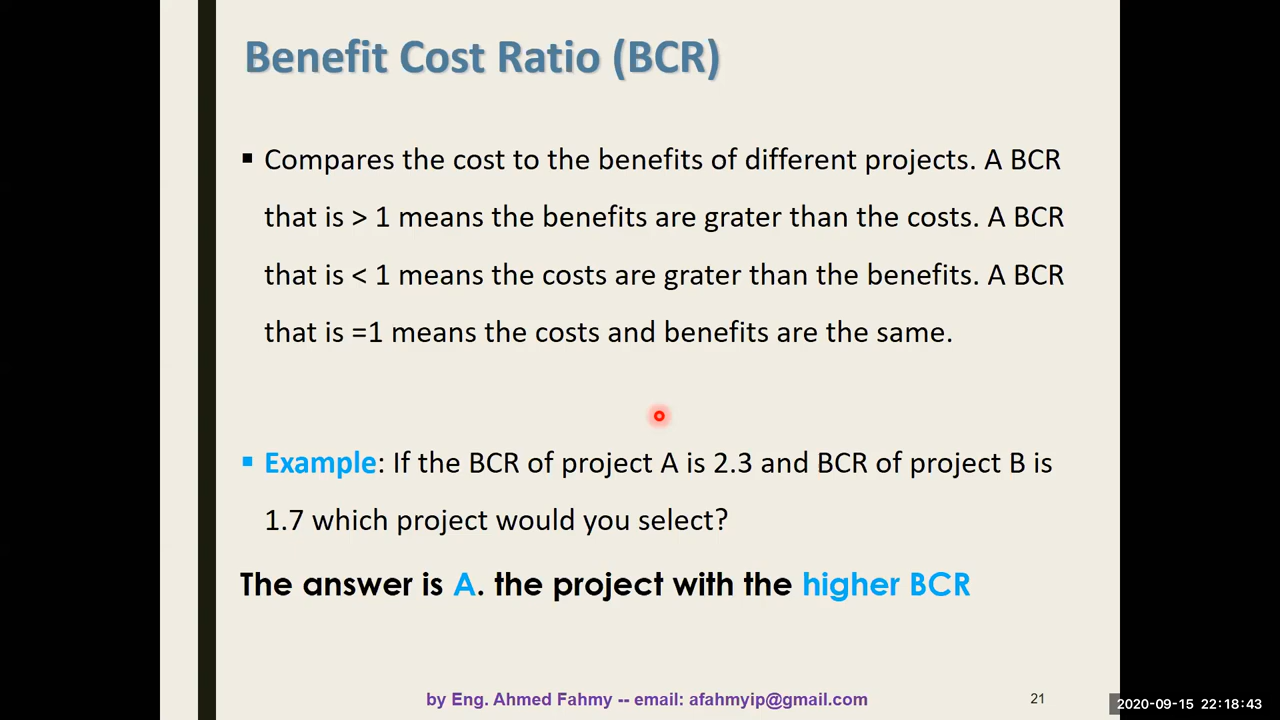 Benefit Cost Ratio (BCR)
▪ Compares the cost to the benefits of different projects. A BCR
that is > 1 means the benefits are grater than the costs. A BCR
that is < 1 means the costs are grater than the benefits. A BCR
that is =1 means the costs and benefits are the same.
▪ Example: If the BCR of project A is 2.3 and BCR of project B is
1.7 which project would you select?
The answer is A. the project with the higher BCR
by Eng. Ahmed Fahmy -- email: afahmyip@gmail.com
21
2020-09-15 22:18:43